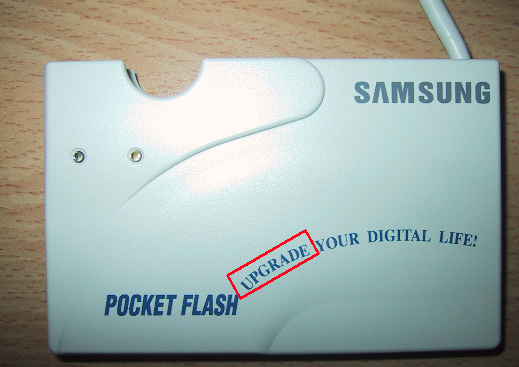 SAMSUNG
UPGRADE YOUR DIGITAL LIFE!
POCKET FLASH